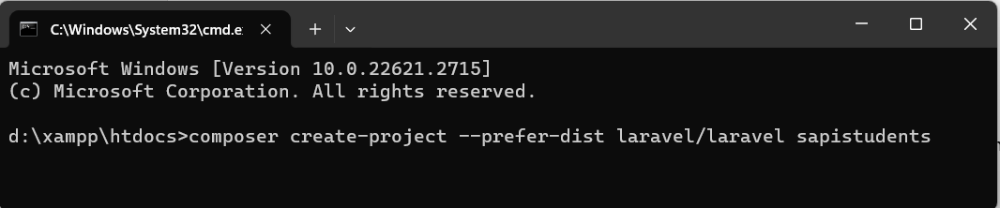 C:\Windows\System32\cmd.e
Microsoft Windows [Version 10.0.22621.2715]
(c) Microsoft Corporation. All rights reserved.
d:\xampp\htdocs>composer create-project --prefer-dist laravel/laravel sapistudents